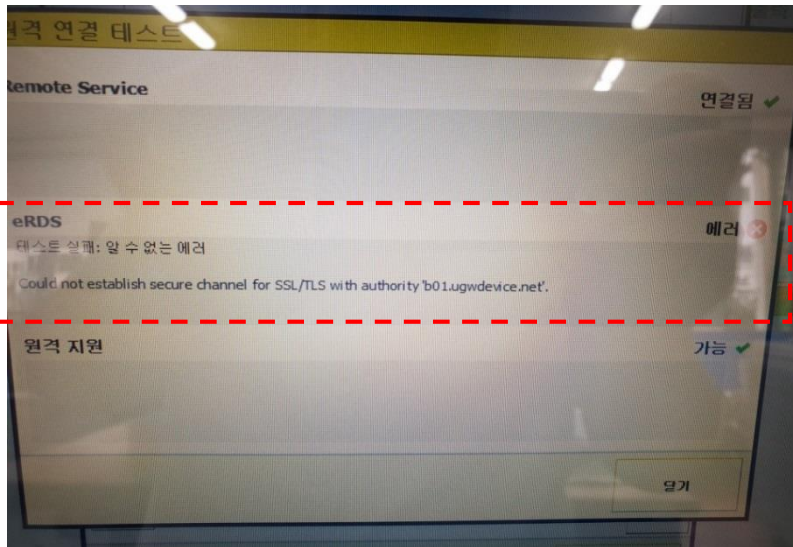 원격 연결 테스트
Remote Service
연결됨
eRDS
에러
테스트 실패: 알 수 없는 에러
Could not establish secure channel for SSL/TLS with authority 'b01.ugwdevice.net'.
원격 지원
가능
닫기